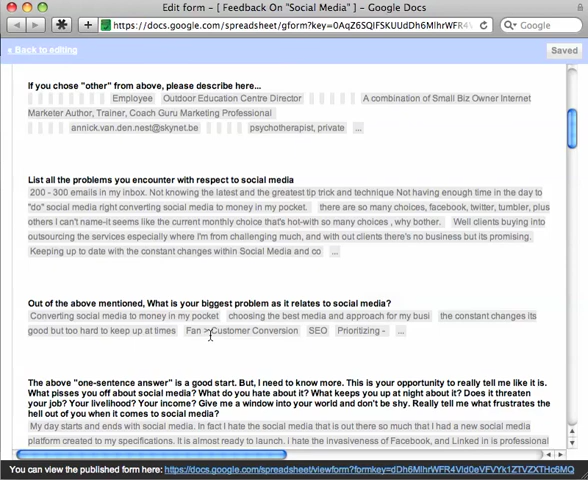 Edit form - [ Feedback On "Social Media" ] - Google Docs
Google
« Back to editing
Saved
If you chose "other" from above, please describe here...
Employee Outdoor Education Centre Director A combination of Small Biz Owner Internet
Marketer Author, Trainer, Coach Guru Marketing Professional
annick.van.den.nest@skynet.be psychotherapist, private ...
List all the problems you encounter with respect to social media
200 - 300 emails in my inbox. Not knowing the latest and the greatest tip trick and technique Not having enough time in the day to
"do" social media right converting social media to money in my pocket. there are so many choices, facebook, twitter, tumbler, plus
others I can't name-it seems like the current monthly choice that's hot-with so many choices , why bother. Well clients buying into
outsourcing the services especially where I'm from challenging much, and with out clients there's no business but its promising.
Keeping up to date with the constant changes within Social Media and co ...
Out of the above mentioned, What is your biggest problem as it relates to social media?
Converting social media to money in my pocket choosing the best media and approach for my busi the constant changes its
good but too hard to keep up at times Fan > Customer Conversion SEO Prioritizing - ...
The above "one-sentence answer" is a good start. But, I need to know more. This is your opportunity to really tell me like it is.
What pisses you off about social media? What do you hate about it? What keeps you up at night about it? Does it threaten
your job? Your livelihood? Your income? Give me a window into your world and don't be shy. Really tell me what frustrates the
hell out of you when it comes to social media?
My day starts and ends with social media. In fact I hate the social media that is out there so much that I had a new social media
platform created to my specifications. It is almost ready to launch. i hate the invasiveness of Facebook, and Linked in is professional
You can view the published form here: